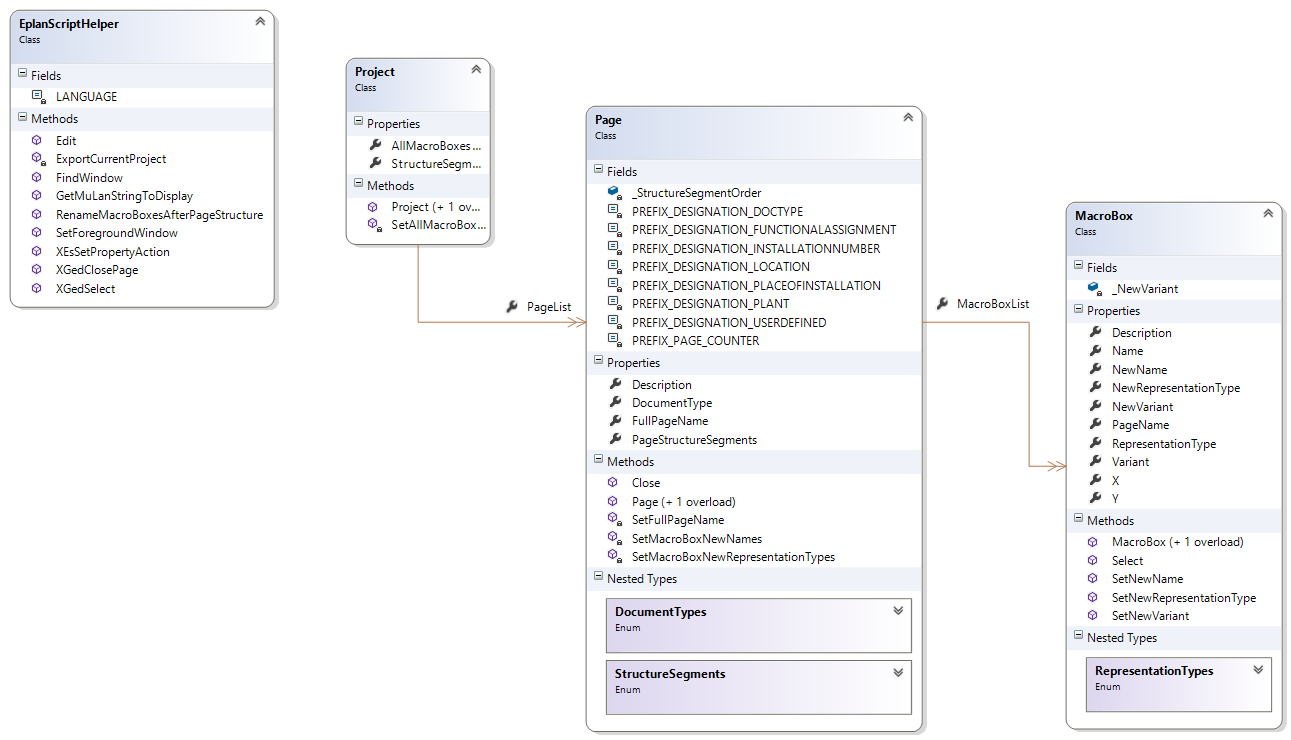 EplanScriptHelper
Class
Fields
LANGUAGE
Methods
Edit
ExportCurrentProject
FindWindow
GetMuLanStringToDisplay
RenameMacroBoxesAfterPageStructure
SetForegroundWindow
XEsSetPropertyAction
XGedClosePage
XGedSelect
Project
Class
Properties
AllMacroBoxes...
StructureSegm...
Methods
Project (+ 1 ov...
SetAllMacroBox...
PageList
Page
Class
Fields
_StructureSegmentOrder
PREFIX_DESIGNATION_DOCTYPE
PREFIX_DESIGNATION_FUNCTIONALASSIGNMENT
PREFIX_DESIGNATION_INSTALLATIONNUMBER
PREFIX_DESIGNATION_LOCATION
PREFIX_DESIGNATION_PLACEOFINSTALLATION
PREFIX_DESIGNATION_PLANT
PREFIX_DESIGNATION_USERDEFINED
PREFIX_PAGE_COUNTER
Properties
Description
DocumentType
FullPageName
PageStructureSegments
Methods
Close
Page (+ 1 overload)
SetFullPageName
SetMacroBoxNewNames
SetMacroBoxNewRepresentationTypes
Nested Types
DocumentTypes
Enum
StructureSegments
Enum
MacroBoxList
MacroBox
Class
Fields
_NewVariant
Properties
Description
Name
NewName
NewRepresentationType
NewVariant
PageName
RepresentationType
Variant
X
Y
Methods
MacroBox (+ 1 overload)
Select
SetNewName
SetNewRepresentationType
SetNewVariant
Nested Types
RepresentationTypes
Enum